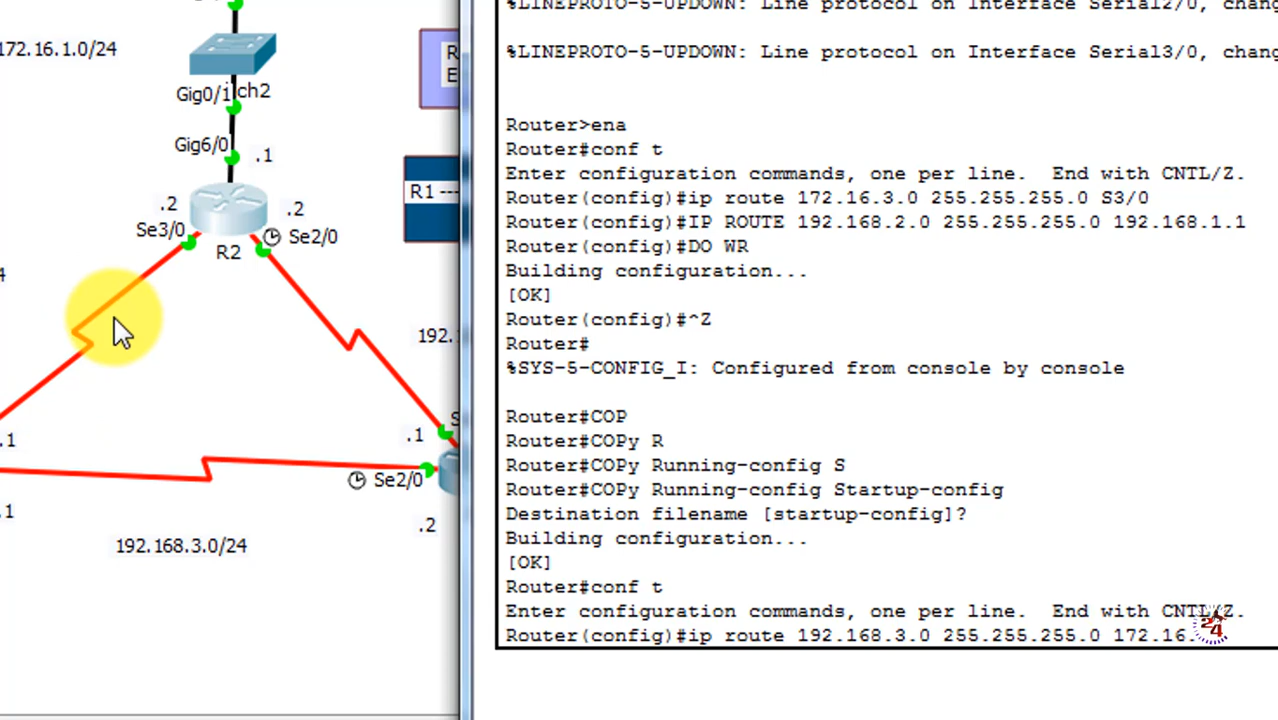 172.16.1.0/24
Gig0/1
ch2
Gig6/0
.1
.2
.2
Se3/0
Se2/0
R2
R
E
R1 ---
4
192.
.1
S
.1
Se2/0
.1
.2
192.168.3.0/24
%LINEPROTO-5-UPDOWN: Line protocol on Interface Serial2/0, chang
%LINEPROTO-5-UPDOWN: Line protocol on Interface Serial3/0, chang
Router>ena
Router#conf t
Enter configuration commands, one per line.  End with CNTL/Z.
Router(config)#ip route 172.16.3.0 255.255.255.0 S3/0
Router(config)#IP ROUTE 192.168.2.0 255.255.255.0 192.168.1.1
Router(config)#DO WR
Building configuration...
[OK]
Router(config)#^Z
Router#
%SYS-5-CONFIG_I: Configured from console by console
Router#COP
Router#COPy R
Router#COPy Running-config S
Router#COPy Running-config Startup-config
Destination filename [startup-config]?
Building configuration...
[OK]
Router#conf t
Enter configuration commands, one per line.  End with CNTL/Z.
Router(config)#ip route 192.168.3.0 255.255.255.0 172.16.
24